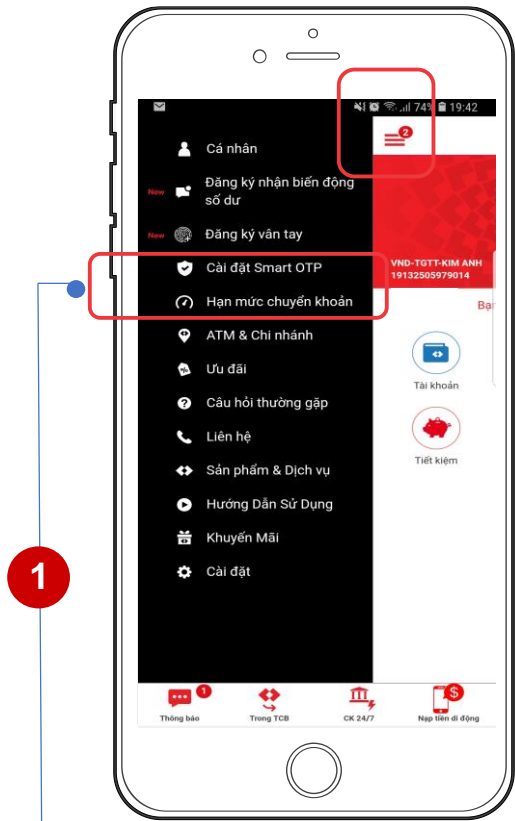 74% 19:42
2
Cá nhân
New
Đăng ký nhận biến động
số dư
New
Đăng ký vân tay
Cài đặt Smart OTP
Hạn mức chuyển khoản
ATM & Chi nhánh
Ưu đãi
Câu hỏi thường gặp
Liên hệ
Sản phẩm & Dịch vụ
Hướng Dẫn Sử Dụng
Khuyến Mãi
Cài đặt
VND-TGTT-KIM ANH
19132505979014
Bạ
Tài khoản
Tiết kiệm
1
Thông báo
Trong TCB
CK 24/7
$
Nạp tiền di động
1